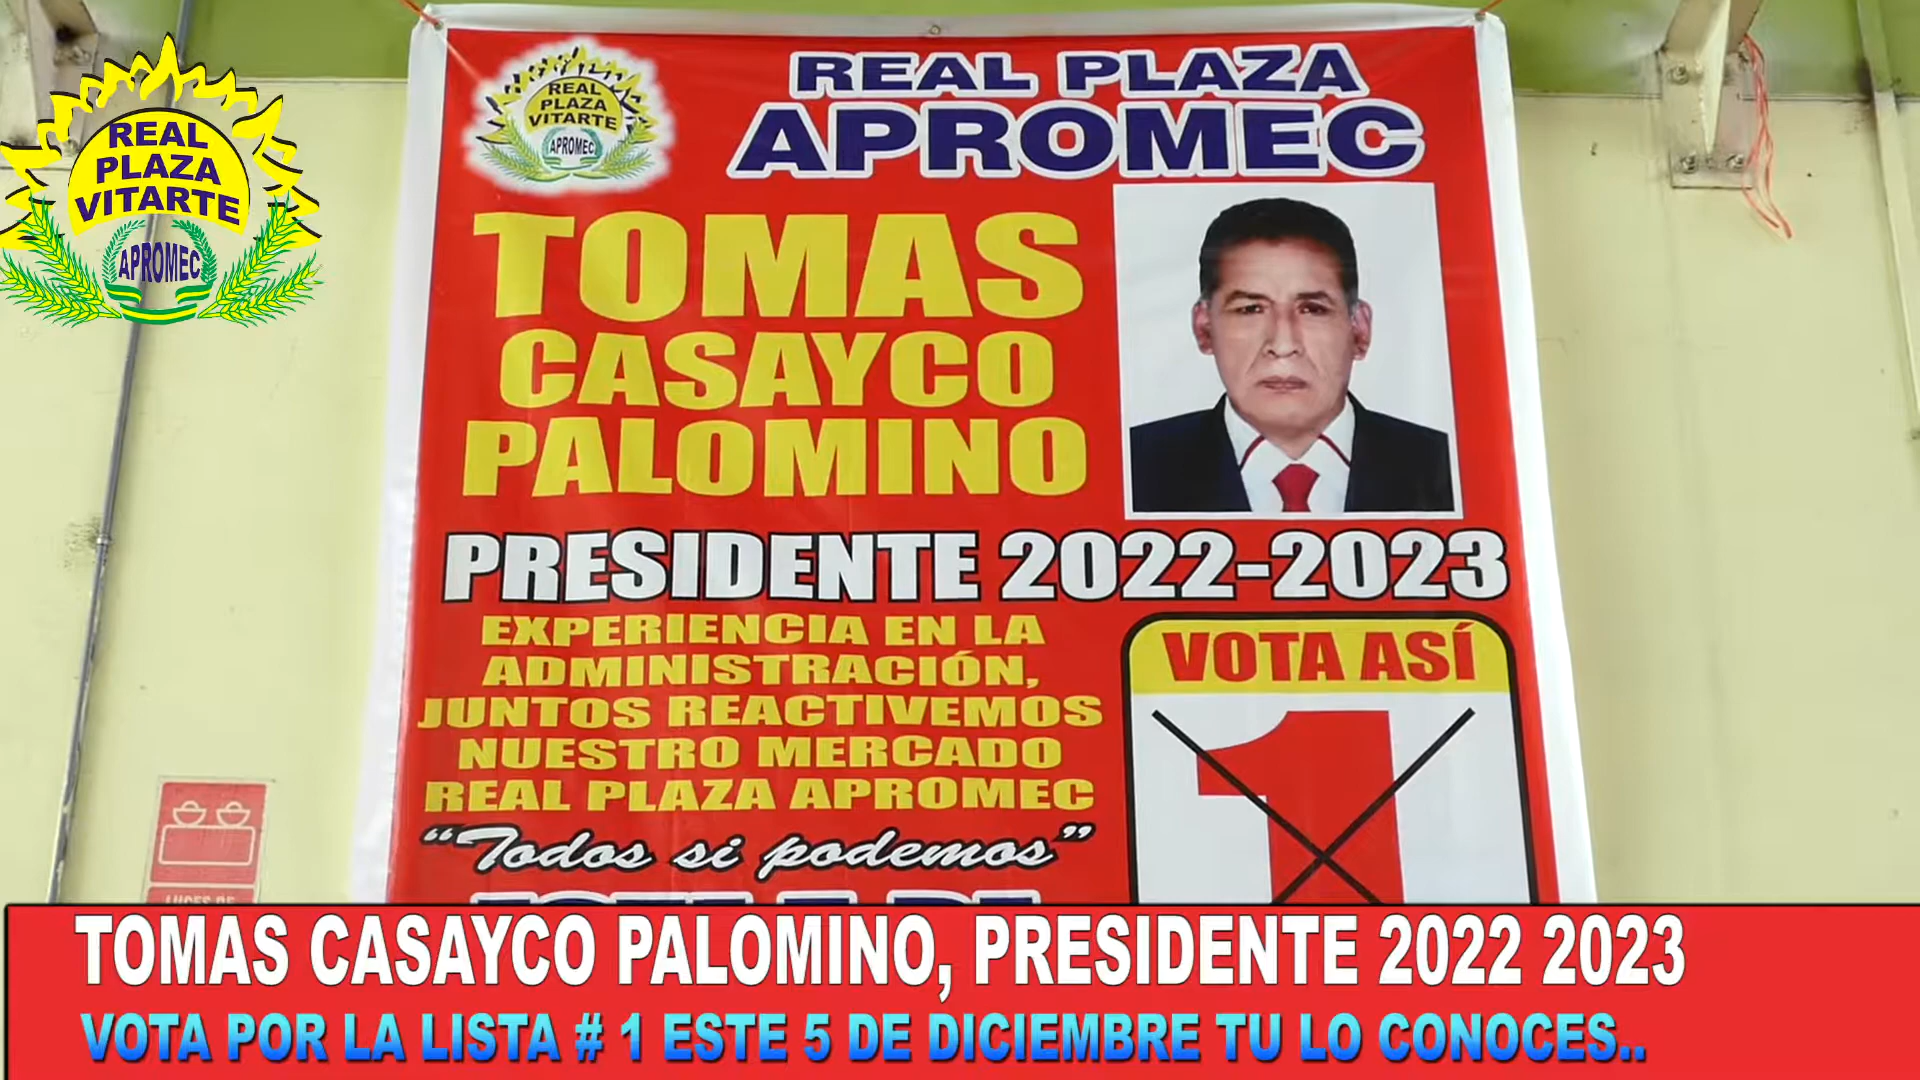 REAL PLAZA
APROMEC
REAL
PLAZA
VITARTE
APROMEC
REAL
PLAZA
VITARTE
APROMEC
TOMAS
CASAYCO
PALOMINO
PRESIDENTE 2022-2023
EXPERIENCIA EN LA
ADMINISTRACIÓN,
JUNTOS REACTIVEMOS
NUESTRO MERCADO
REAL PLAZA APROMEC
"Todos si podemos"
VOTA ASÍ
1
LUCES DE
TOMAS CASAYCO PALOMINO, PRESIDENTE 2022 2023
VOTA POR LA LISTA # 1 ESTE 5 DE DICIEMBRE TU LO CONOCES..